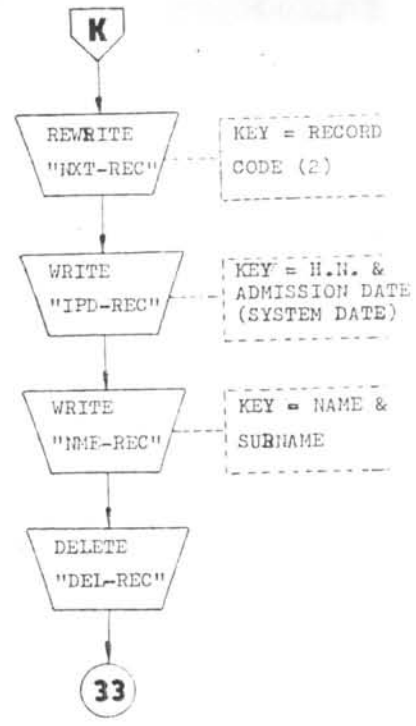 K
REWRITE
"NXT-REC"
KEY = RECORD
CODE (2)
WRITE
"IPD-REC"
KEY = H.N. &
ADMISSION DATE
(SYSTEM DATE)
WRITE
"NME-REC"
KEY = NAME &
SURNAME
DELETE
"DEL-REC"
33